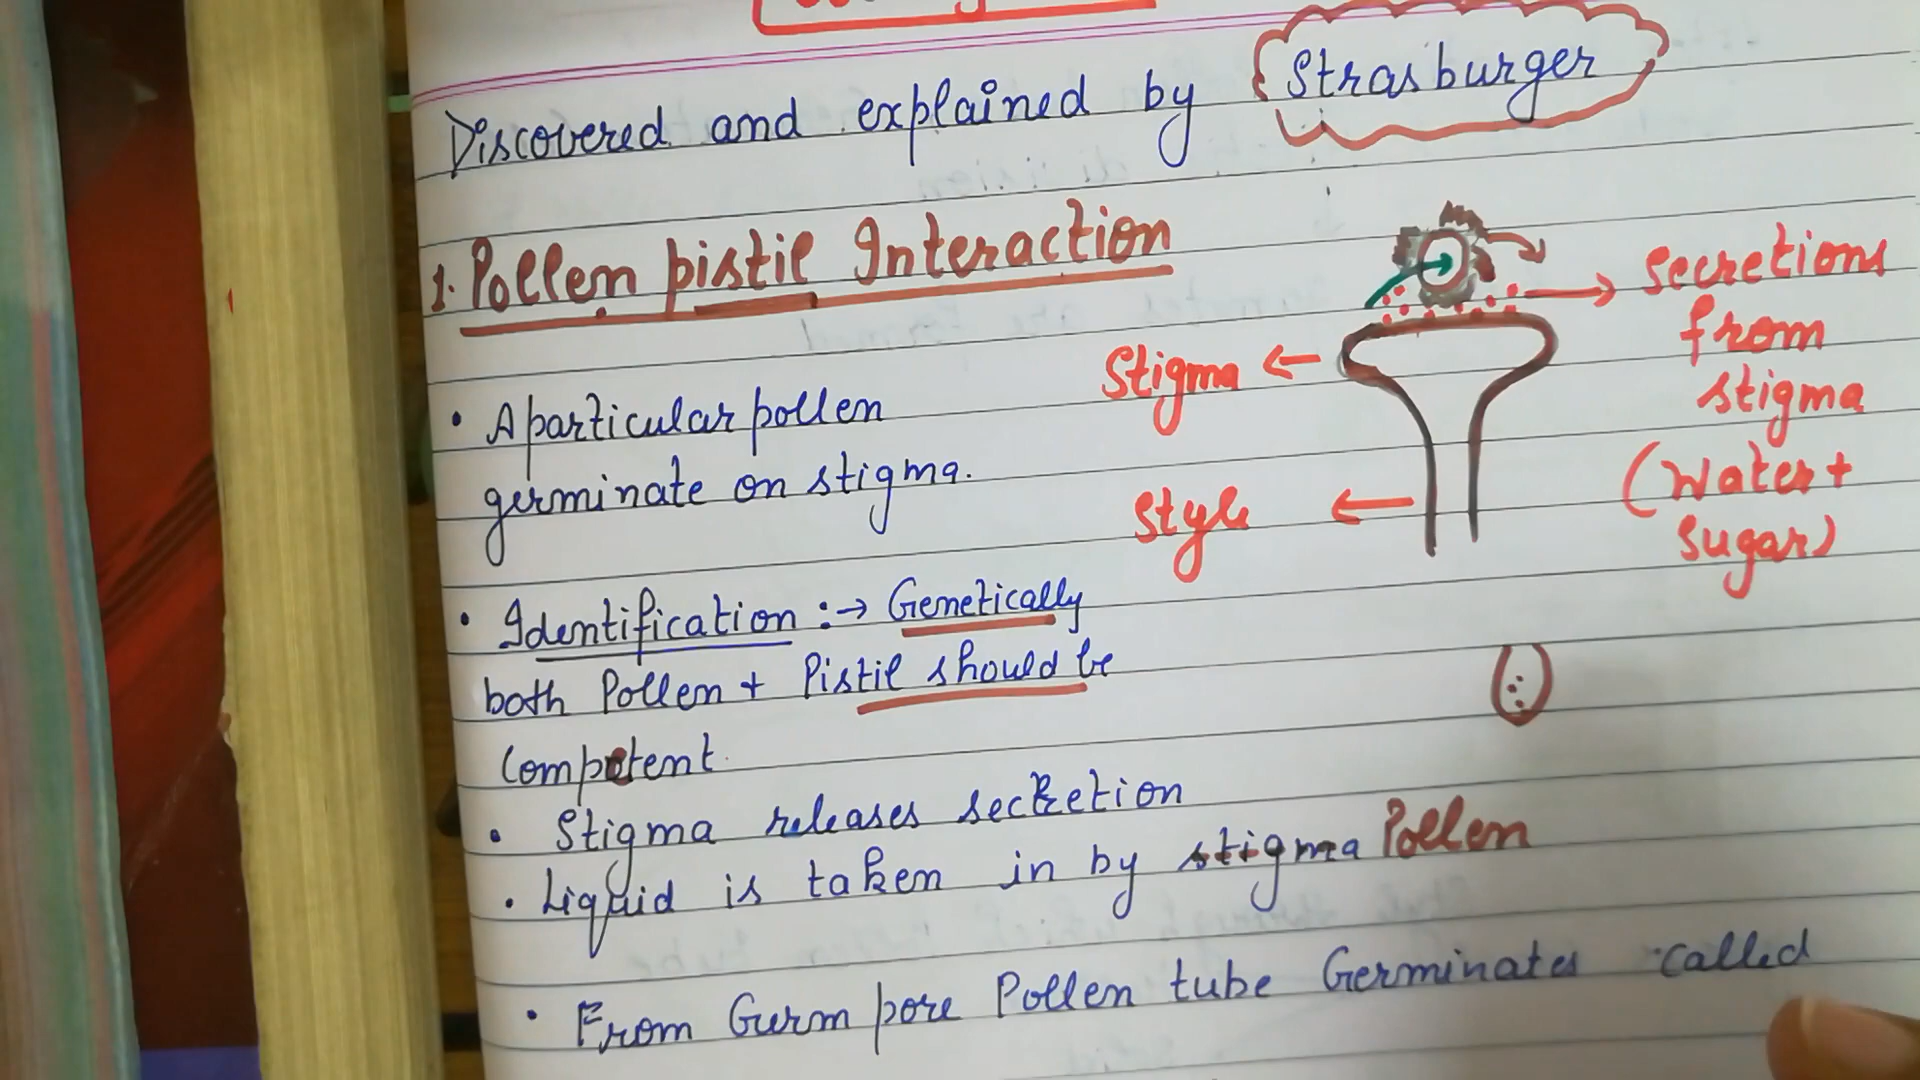 Discovered and explained by Strasburger
1. Pollen pistil Interaction
Secretions
from
stigma
(Water +
sugar)
Stigma
Style
• A particular pollen
germinate on stigma.
• Identification :→ Genetically
both Pollen + Pistil should be
Competent.
• Stigma releases secretion
• Liquid is taken in by stigma Pollen
• From Germ pore Pollen tube Germinates called